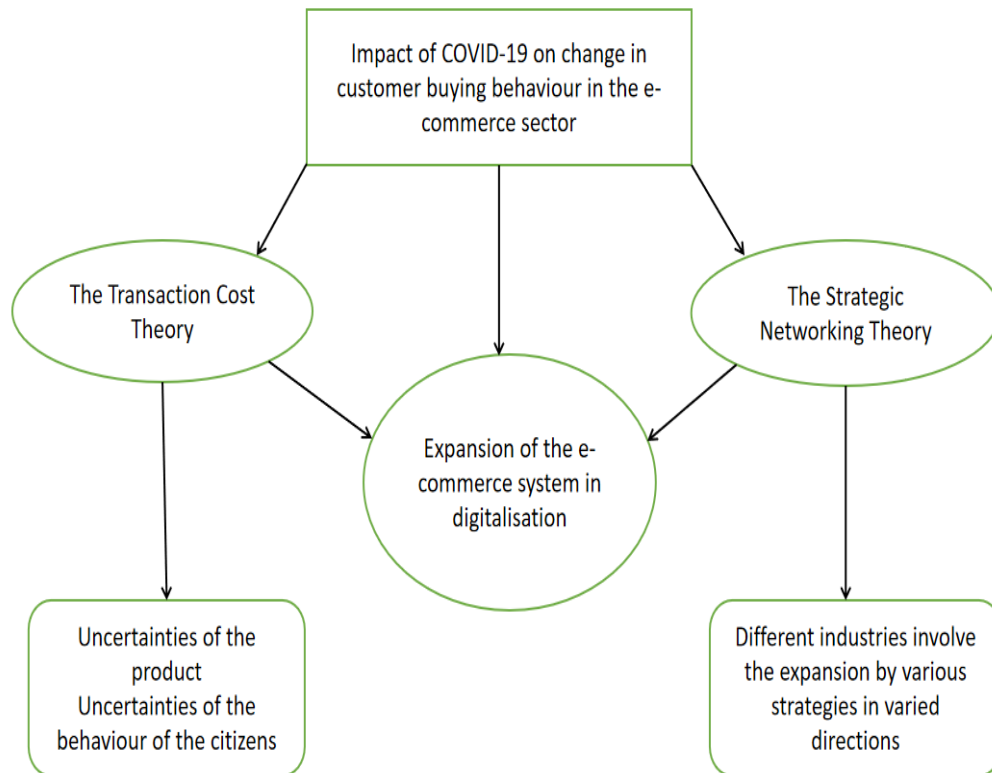 Impact of COVID-19 on change in
customer buying behaviour in the e-
commerce sector
The Transaction Cost
Theory
The Strategic
Networking Theory
Expansion of the e-
commerce system in
digitalisation
Uncertainties of the
product
Uncertainties of the
behaviour of the citizens
Different industries involve
the expansion by various
strategies in varied
directions